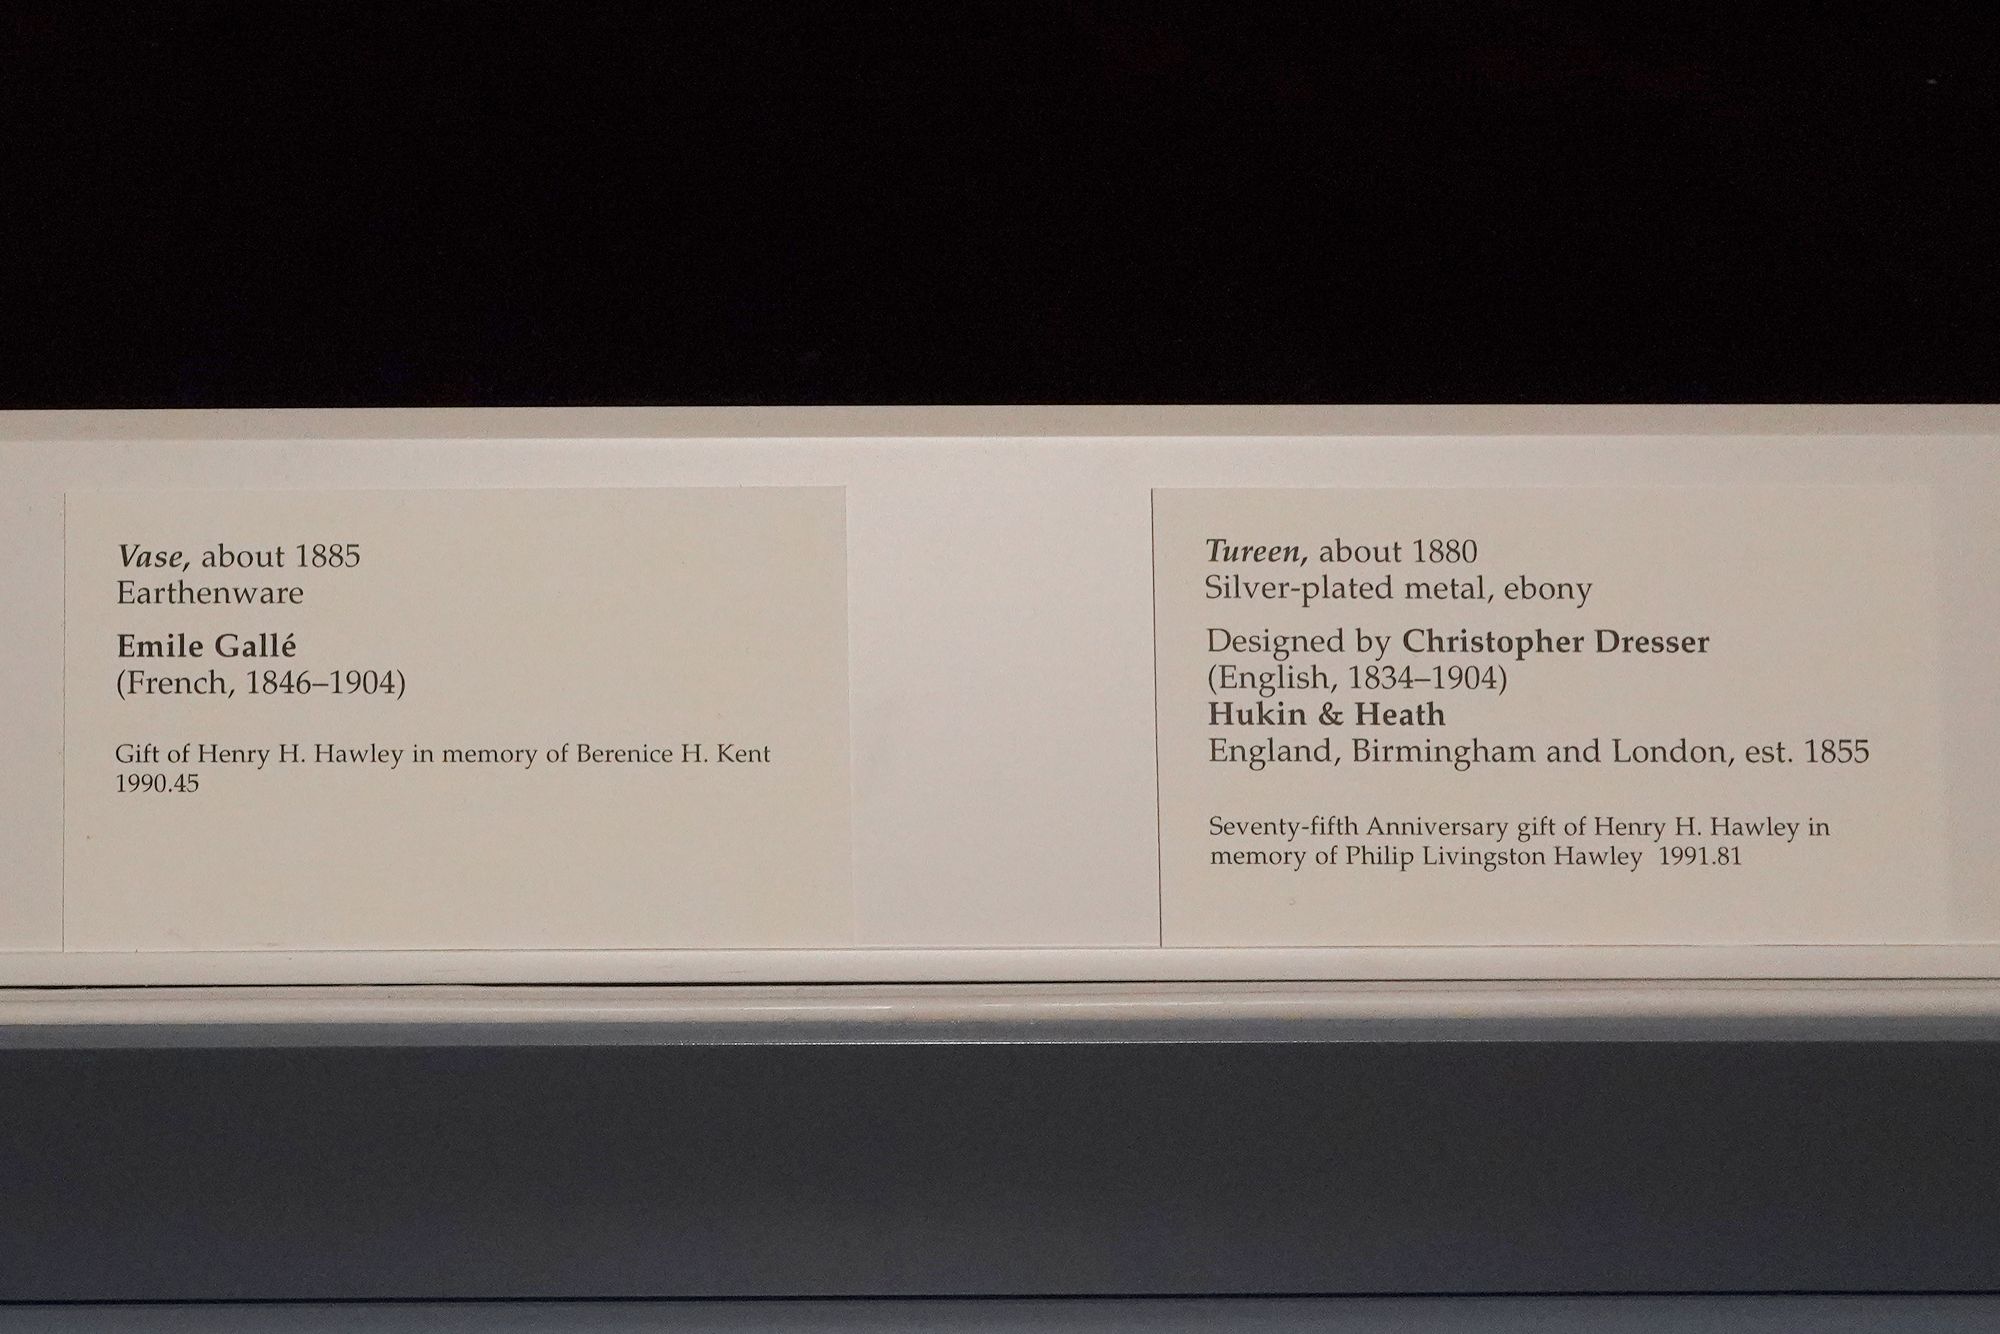 Vase, about 1885
Earthenware
Emile Gallé
(French, 1846–1904)
Gift of Henry H. Hawley in memory of Berenice H. Kent
1990.45
Tureen, about 1880
Silver-plated metal, ebony
Designed by Christopher Dresser
(English, 1834–1904)
Hukin & Heath
England, Birmingham and London, est. 1855
Seventy-fifth Anniversary gift of Henry H. Hawley in
memory of Philip Livingston Hawley 1991.81